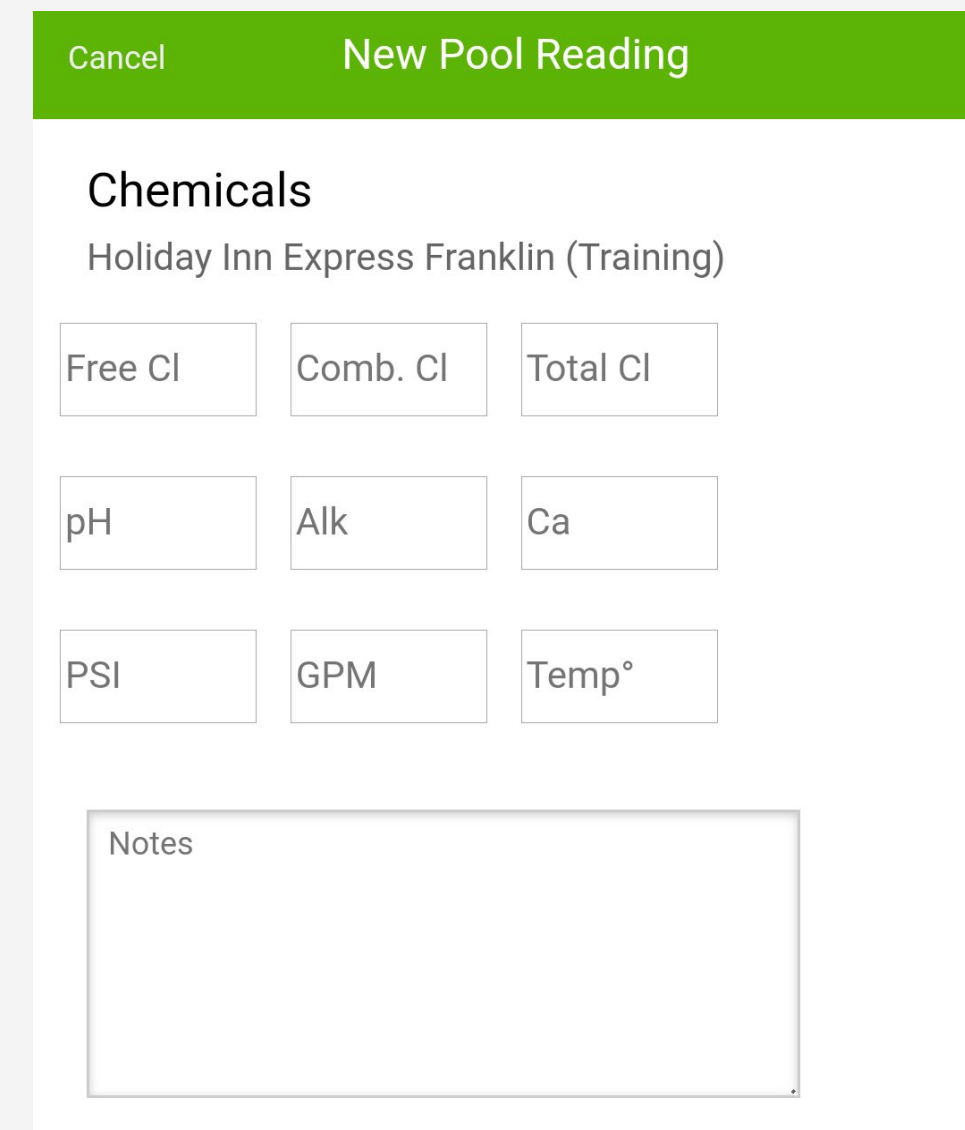 Cancel New Pool Reading
Chemicals
Holiday Inn Express Franklin (Training)
Free Cl Comb. Cl Total Cl
pH Alk Ca
PSI GPM Temp°
Notes